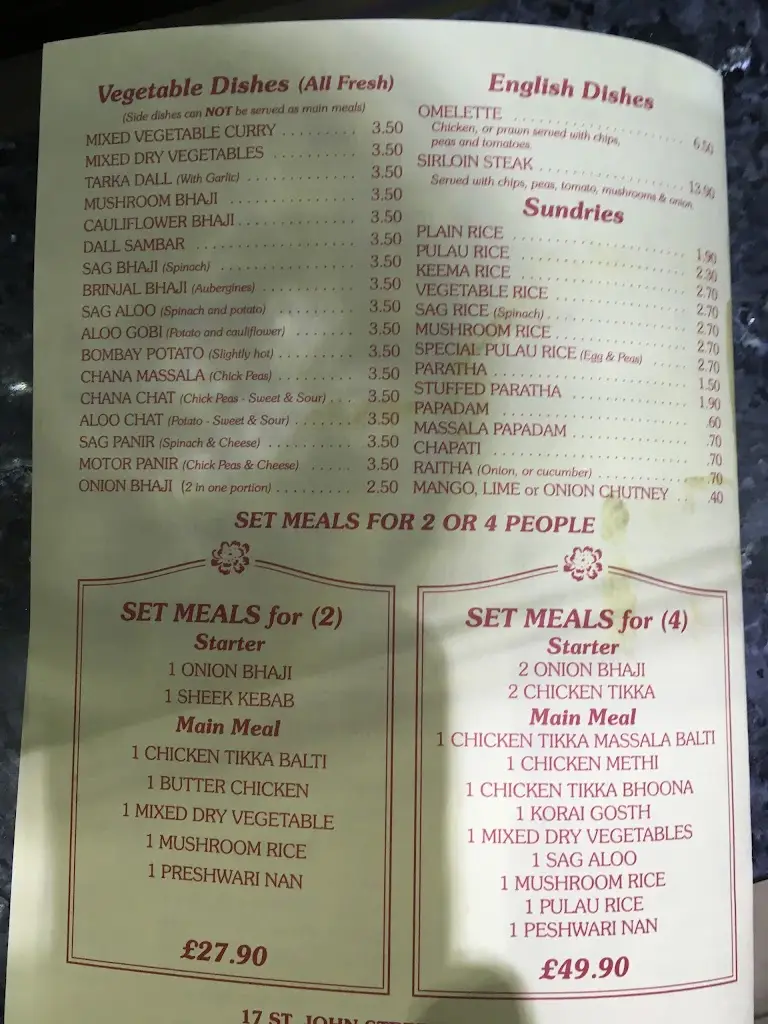 Vegetable Dishes (All Fresh)
(Side dishes can NOT be served as main meals)
MIXED VEGETABLE CURRY ......... 3.50
MIXED DRY VEGETABLES .......... 3.50
TARKA DALL (With Garlic) ............. 3.50
MUSHROOM BHAJI ................ 3.50
CAULIFLOWER BHAJI .............. 3.50
DALL SAMBAR ................... 3.50
SAG BHAJI (Spinach) ................ 3.50
BRINJAL BHAJI (Aubergines) ........... 3.50
SAG ALOO (Spinach and potato) ........ 3.50
ALOO GOBI (Potato and cauliflower) ...... 3.50
BOMBAY POTATO (Slightly hot) ......... 3.50
CHANA MASSALA (Chick Peas) ......... 3.50
CHANA CHAT (Chick Peas - Sweet & Sour) ... 3.50
ALOO CHAT (Potato - Sweet & Sour) ....... 3.50
SAG PANIR (Spinach & Cheese) .......... 3.50
MOTOR PANIR (Chick Peas & Cheese) ..... 3.50
ONION BHAJI (2 in one portion) ......... 2.50
English Dishes
OMELETTE .................... 6.50
Chicken, or prawn served with chips,
peas and tomatoes.
SIRLOIN STEAK ................. 13.90
Served with chips, peas, tomato, mushrooms & onion.
Sundries
PLAIN RICE .................... 1.90
PULAU RICE .................... 2.30
KEEMA RICE .................... 2.70
VEGETABLE RICE ................ 2.70
SAG RICE (Spinach) ................ 2.70
MUSHROOM RICE ................ 2.70
SPECIAL PULAU RICE (Egg & Peas) ..... 2.70
PARATHA ...................... 1.50
STUFFED PARATHA .............. 1.90
PAPADAM ..................... .60
MASSALA PAPADAM ............. .70
CHAPATI ...................... .70
RAITHA (Onion, or cucumber) ........... .70
MANGO, LIME or ONION CHUTNEY .. .40
SET MEALS FOR 2 OR 4 PEOPLE
SET MEALS for (2)
Starter
1 ONION BHAJI
1 SHEEK KEBAB
Main Meal
1 CHICKEN TIKKA BALTI
1 BUTTER CHICKEN
1 MIXED DRY VEGETABLE
1 MUSHROOM RICE
1 PRESHWARI NAN
£27.90
SET MEALS for (4)
Starter
2 ONION BHAJI
2 CHICKEN TIKKA
Main Meal
1 CHICKEN TIKKA MASSALA BALTI
1 CHICKEN METHI
1 CHICKEN TIKKA BHOONA
1 KORAI GOSTH
1 MIXED DRY VEGETABLES
1 SAG ALOO
1 MUSHROOM RICE
1 PULAU RICE
1 PESHWARI NAN
£49.90
17 ST. JOHN